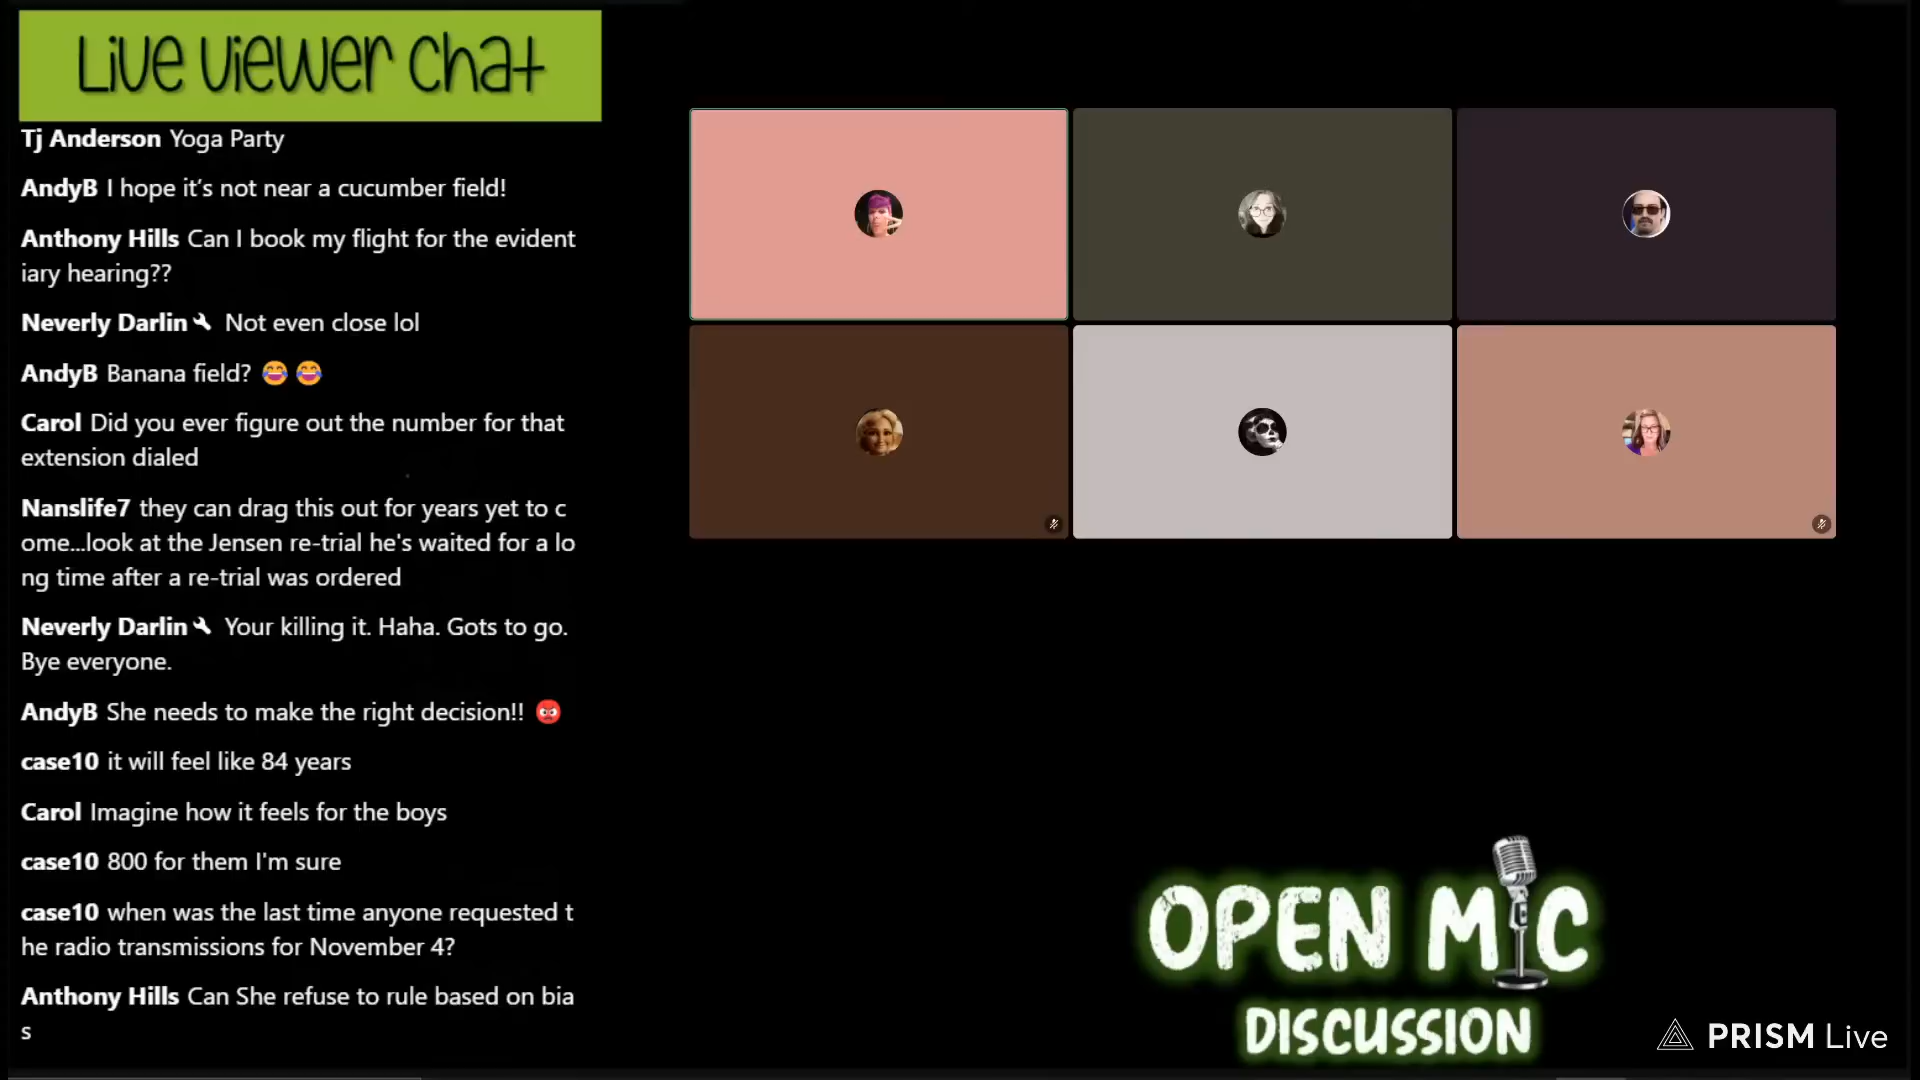 Live Viewer Chat
Tj Anderson Yoga Party
AndyB I hope it's not near a cucumber field!
Anthony Hills Can I book my flight for the evident
iary hearing??
Neverly Darlin Not even close lol
AndyB Banana field? 😂 😂
Carol Did you ever figure out the number for that
extension dialed
Nanslife7 they can drag this out for years yet to c
ome...look at the Jensen re-trial he's waited for a lo
ng time after a re-trial was ordered
Neverly Darlin Your killing it. Haha. Gots to go.
Bye everyone.
AndyB She needs to make the right decision!! 😡
case10 it will feel like 84 years
Carol Imagine how it feels for the boys
case10 800 for them I'm sure
case10 when was the last time anyone requested t
he radio transmissions for November 4?
Anthony Hills Can She refuse to rule based on bia
s
OPEN MIC
DISCUSSION
PRISM Live